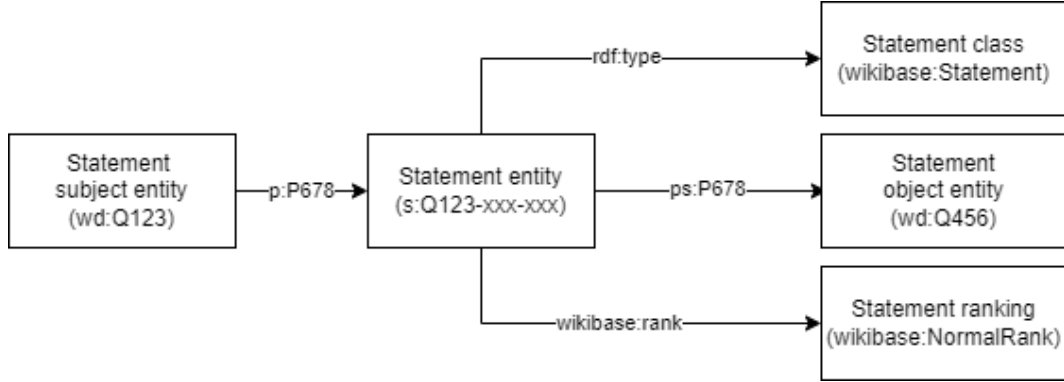 Statement class
(wikibase:Statement)
rdf:type
Statement
subject entity
(wd:Q123)
p:P678
Statement entity
(s:Q123-xxx-xxx)
ps:P678
Statement
object entity
(wd:Q456)
wikibase:rank
Statement ranking
(wikibase:NormalRank)